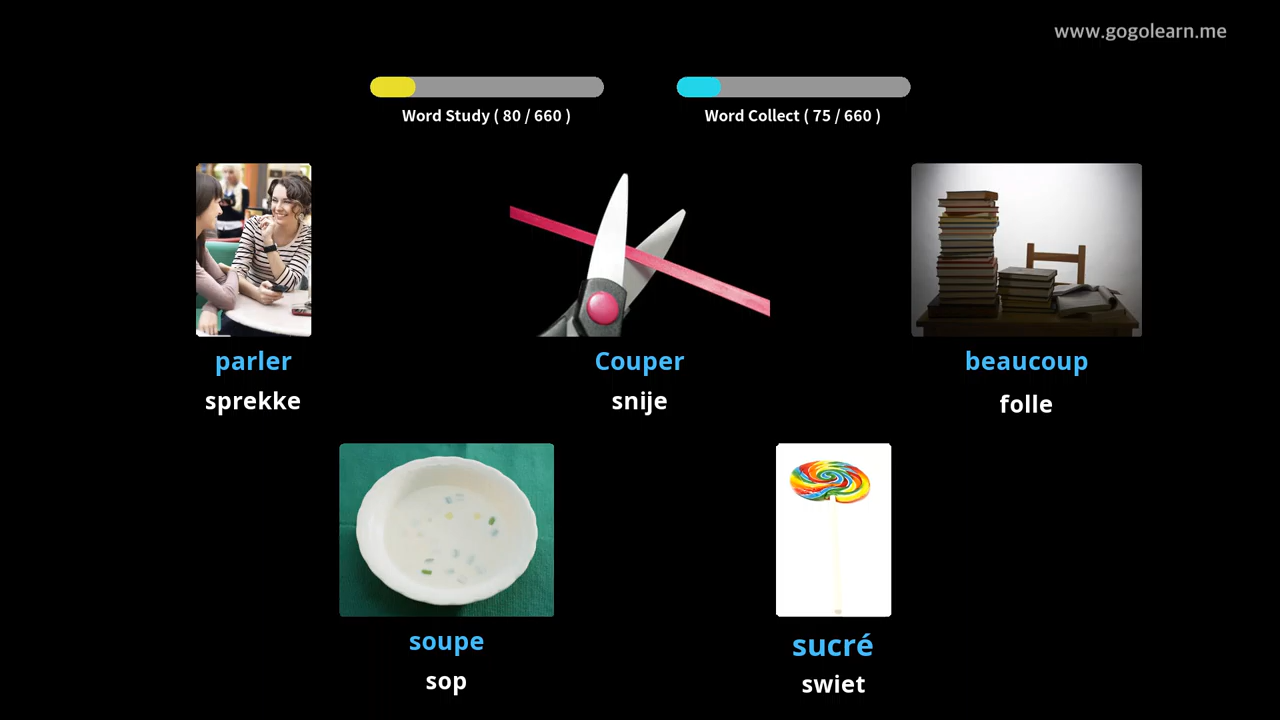 www.gogolearn.me
Word Study ( 80 / 660 )
Word Collect ( 75 / 660 )
parler
sprekke
Couper
snije
beaucoup
folle
soupe
sop
sucré
swiet